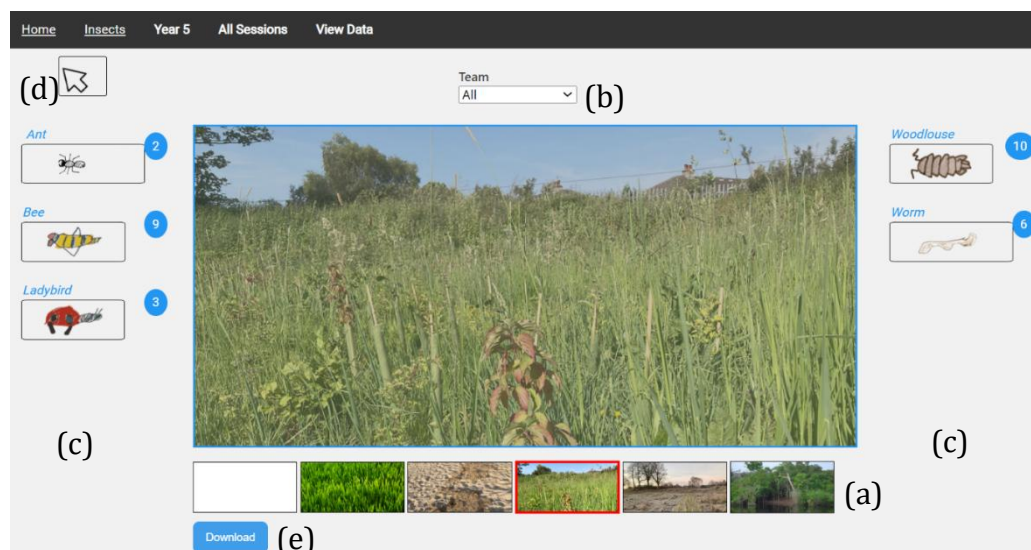 Home Insects Year 5 All Sessions View Data
(d)
Team
All
(b)
Ant
2
Bee
9
Ladybird
3
Woodlouse
10
Worm
6
(c)
(c)
(a)
Download
(e)